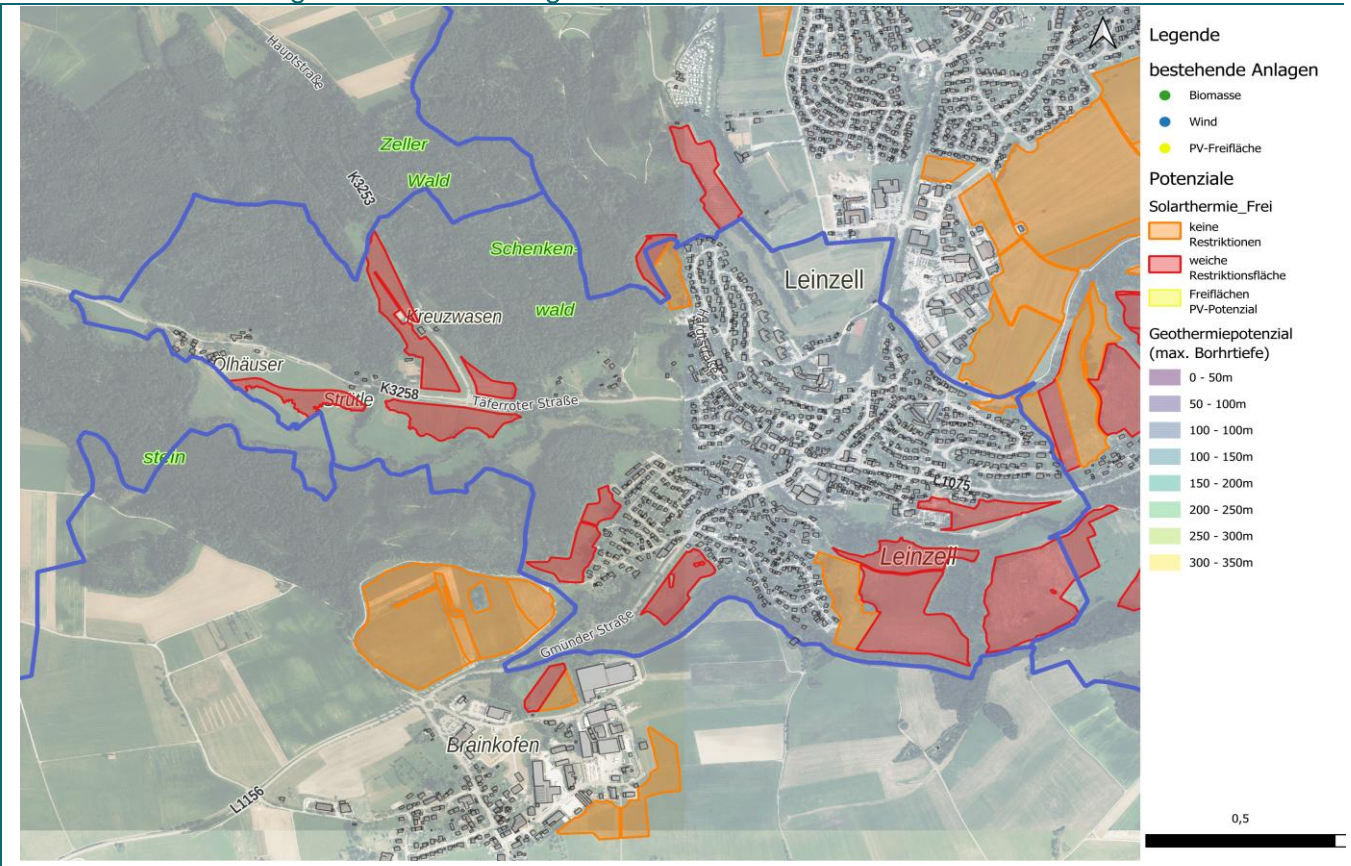 Hauptstraße
Zeller
Wald
K3253
Schenken-
wald
Leinzell
Kreuzwasen
Olhäuser
Strütle
K3258
Täferroter Straße
stein
L1075
Leinzell
Gmünder Straße
Brainkofen
L1156
Legende
bestehende Anlagen
Biomasse
Wind
PV-Freifläche
Potenziale
Solarthermie_Frei
keine
Restriktionen
weiche
Restriktionsfläche
Freiflächen
PV-Potenzial
Geothermiepotenzial
(max. Borhrtiefe)
0 - 50m
50 - 100m
100 - 100m
100 - 150m
150 - 200m
200 - 250m
250 - 300m
300 - 350m
0,5